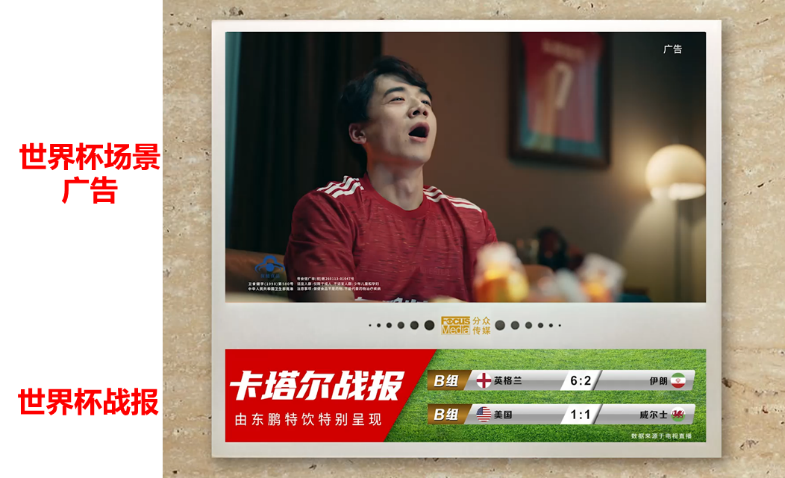 世界杯场景
广告
广告
7
FOCUS
Media
分众
传媒
世界杯战报
卡塔尔战报
由东鹏特饮特别呈现
B组 英格兰 6:2 伊朗
B组 美国 1:1 威尔士
数据来源于电视直播